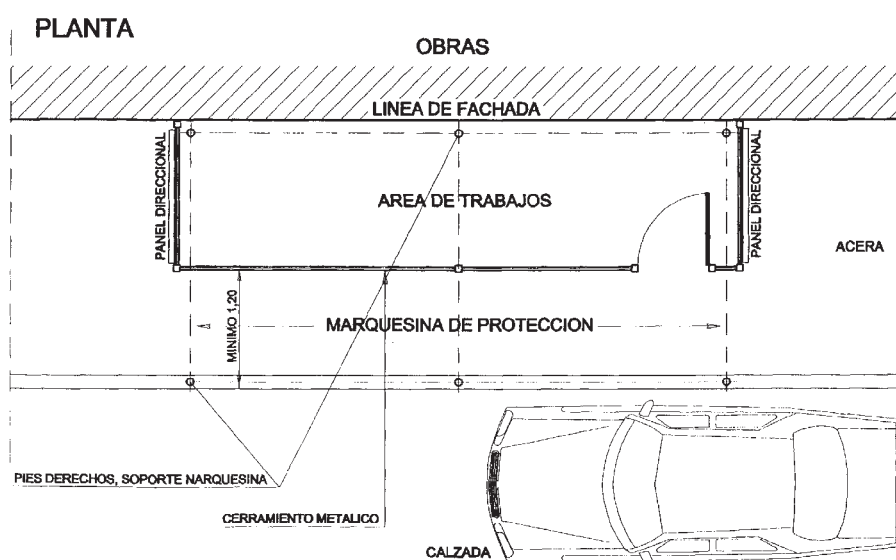 PLANTA
OBRAS
LINEA DE FACHADA
PANEL DIRECCIONAL
AREA DE TRABAJOS
PANEL DIRECCIONAL
ACERA
MINIMO 1,20
MARQUESINA DE PROTECCION
PIES DERECHOS, SOPORTE NARQUESINA
CERRAMIENTO METALICO
CALZADA